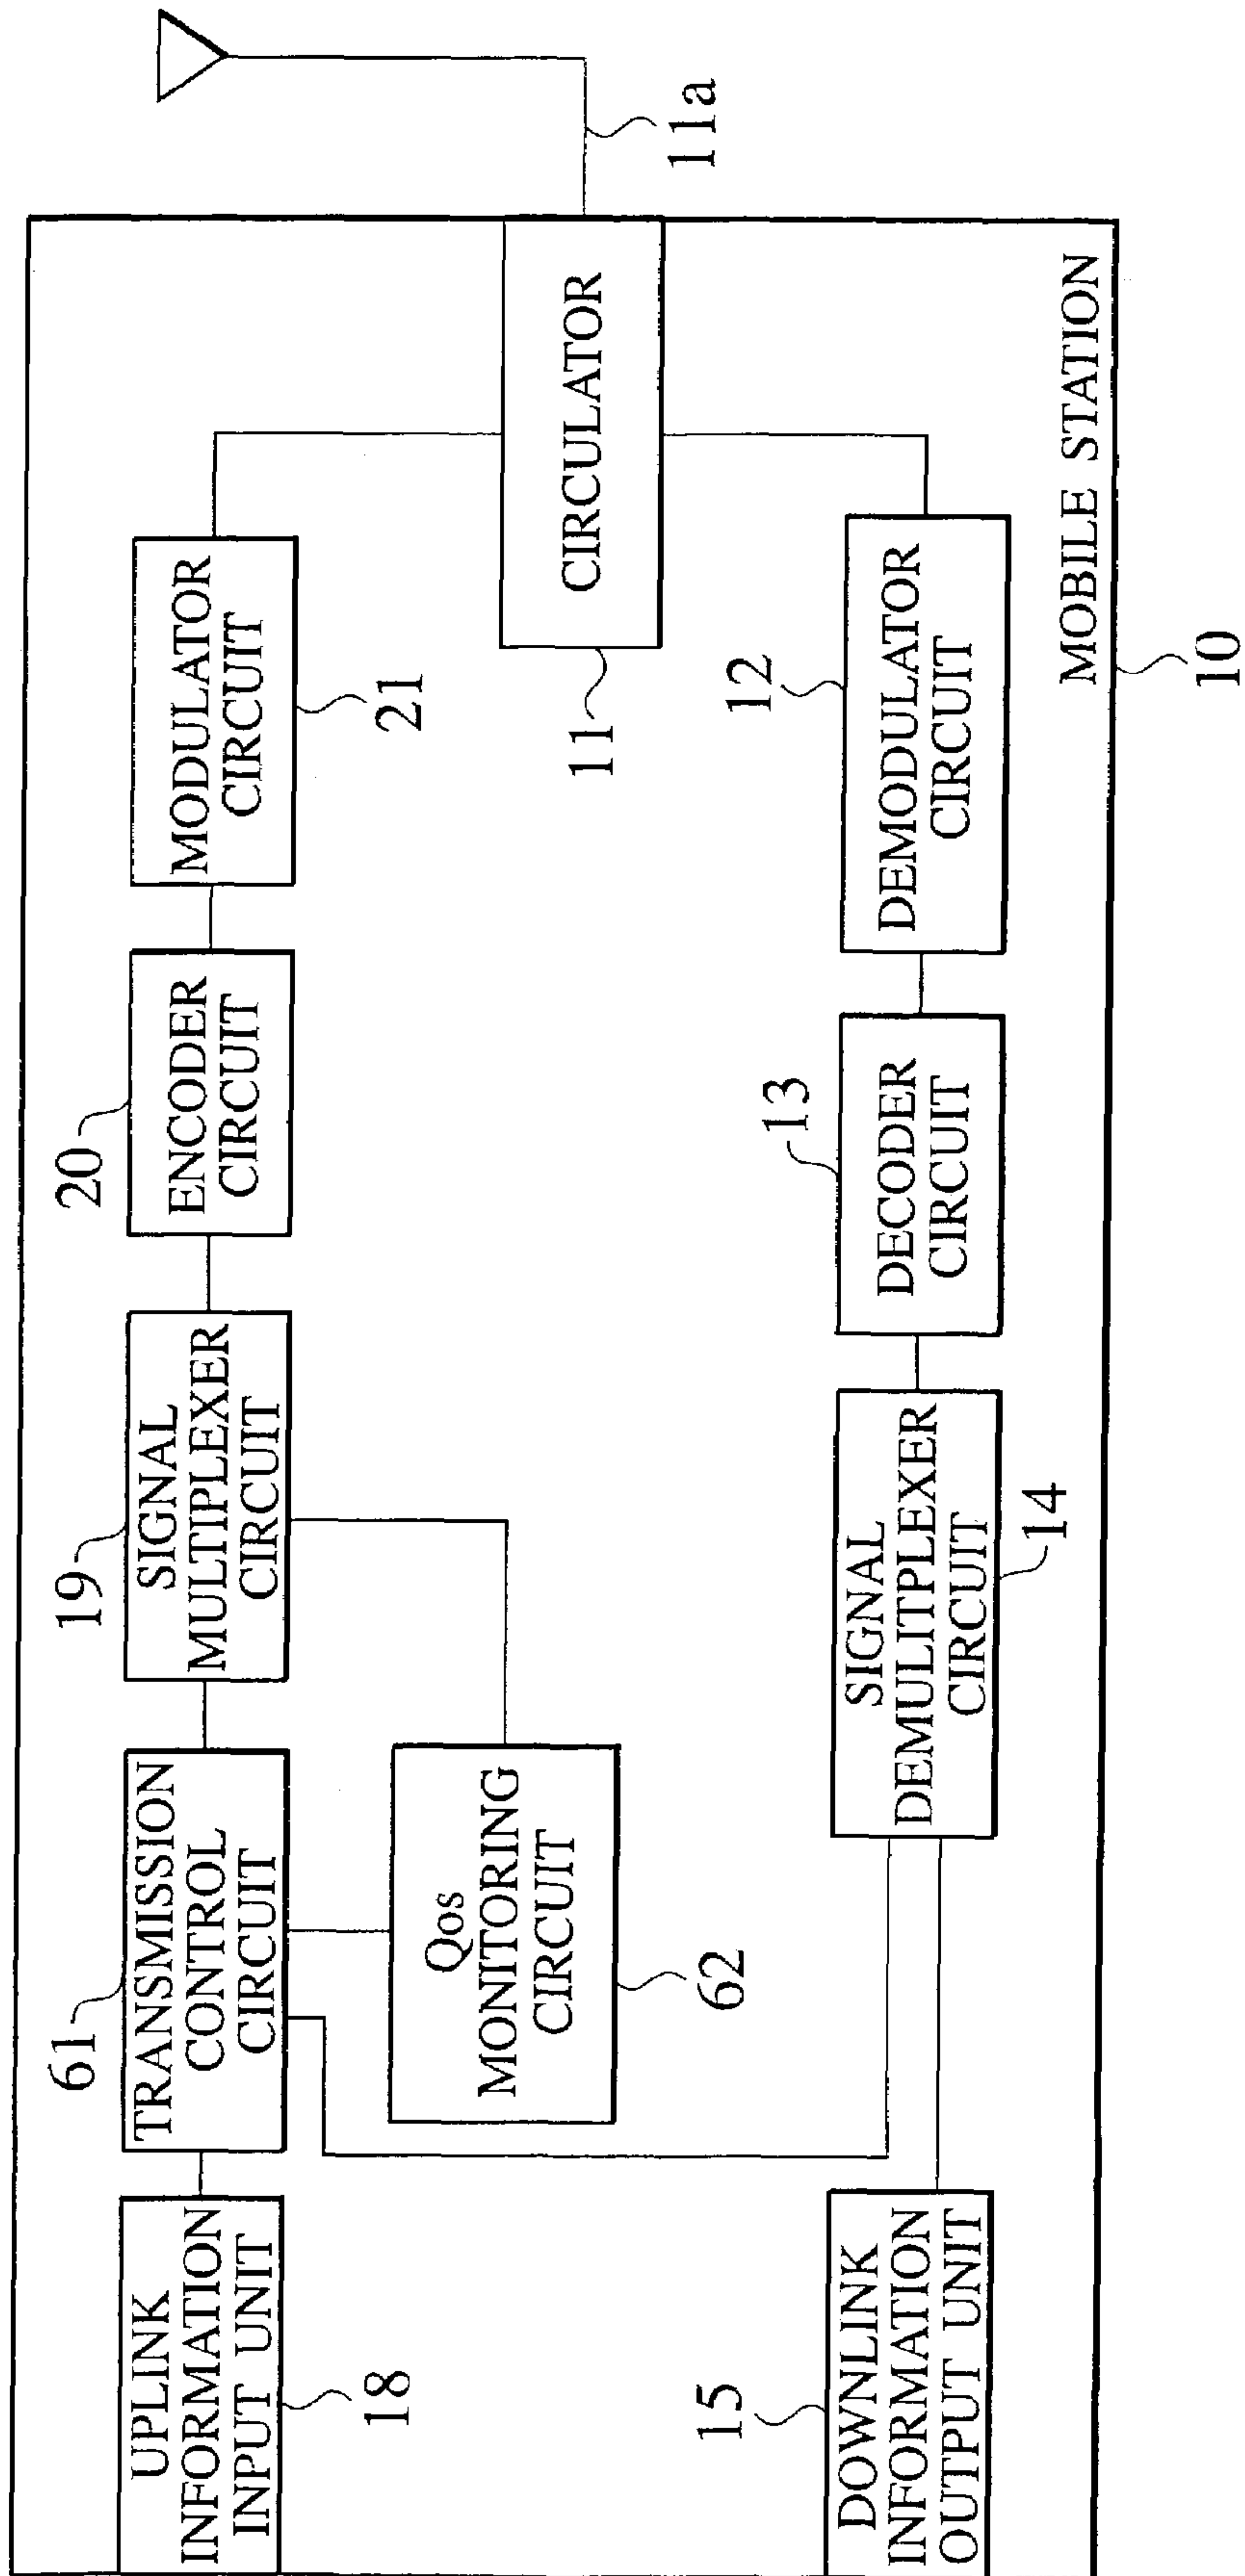 UPLINK
INFORMATION
INPUT UNIT
18
61
TRANSMISSION
CONTROL
CIRCUIT
19
SIGNAL
MULTIPLEXER
CIRCUIT
20
ENCODER
CIRCUIT
MODULATOR
CIRCUIT
21
Qos
MONITORING
CIRCUIT
62
CIRCULATOR
11
11a
15
DOWNLINK
INFORMATION
OUTPUT UNIT
SIGNAL
DEMULITPLEXER
CIRCUIT
14
13
DECODER
CIRCUIT
12
DEMODULATOR
CIRCUIT
MOBILE STATION
10